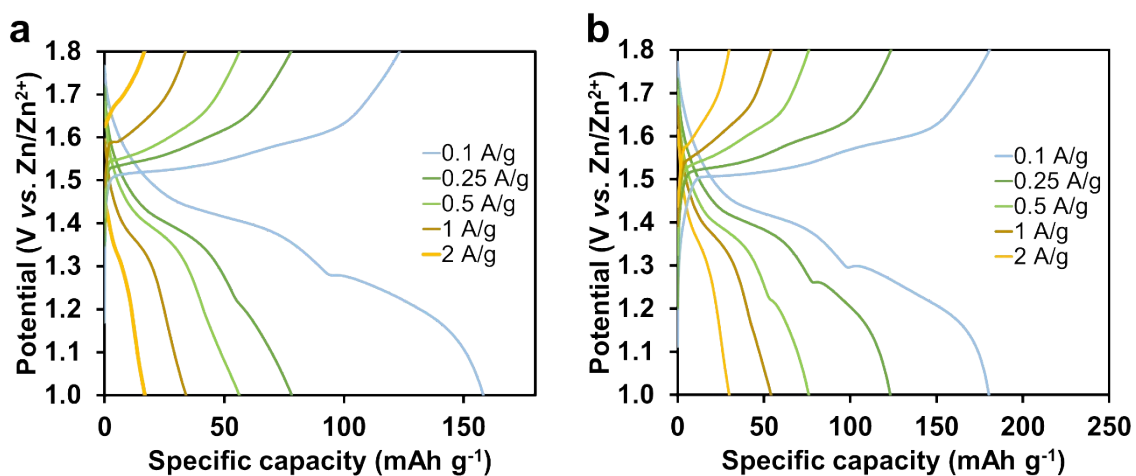 a
1.8
1.7
1.6
1.5
1.4
1.3
1.2
1.1
1.0
Potential (V vs. Zn/Zn²⁺)
0
50
100
150
Specific capacity (mAh g⁻¹)
0.1 A/g
0.25 A/g
0.5 A/g
1 A/g
2 A/g
b
1.8
1.7
1.6
1.5
1.4
1.3
1.2
1.1
1.0
Potential (V vs. Zn/Zn²⁺)
0
50
100
150
200
250
Specific capacity (mAh g⁻¹)
0.1 A/g
0.25 A/g
0.5 A/g
1 A/g
2 A/g